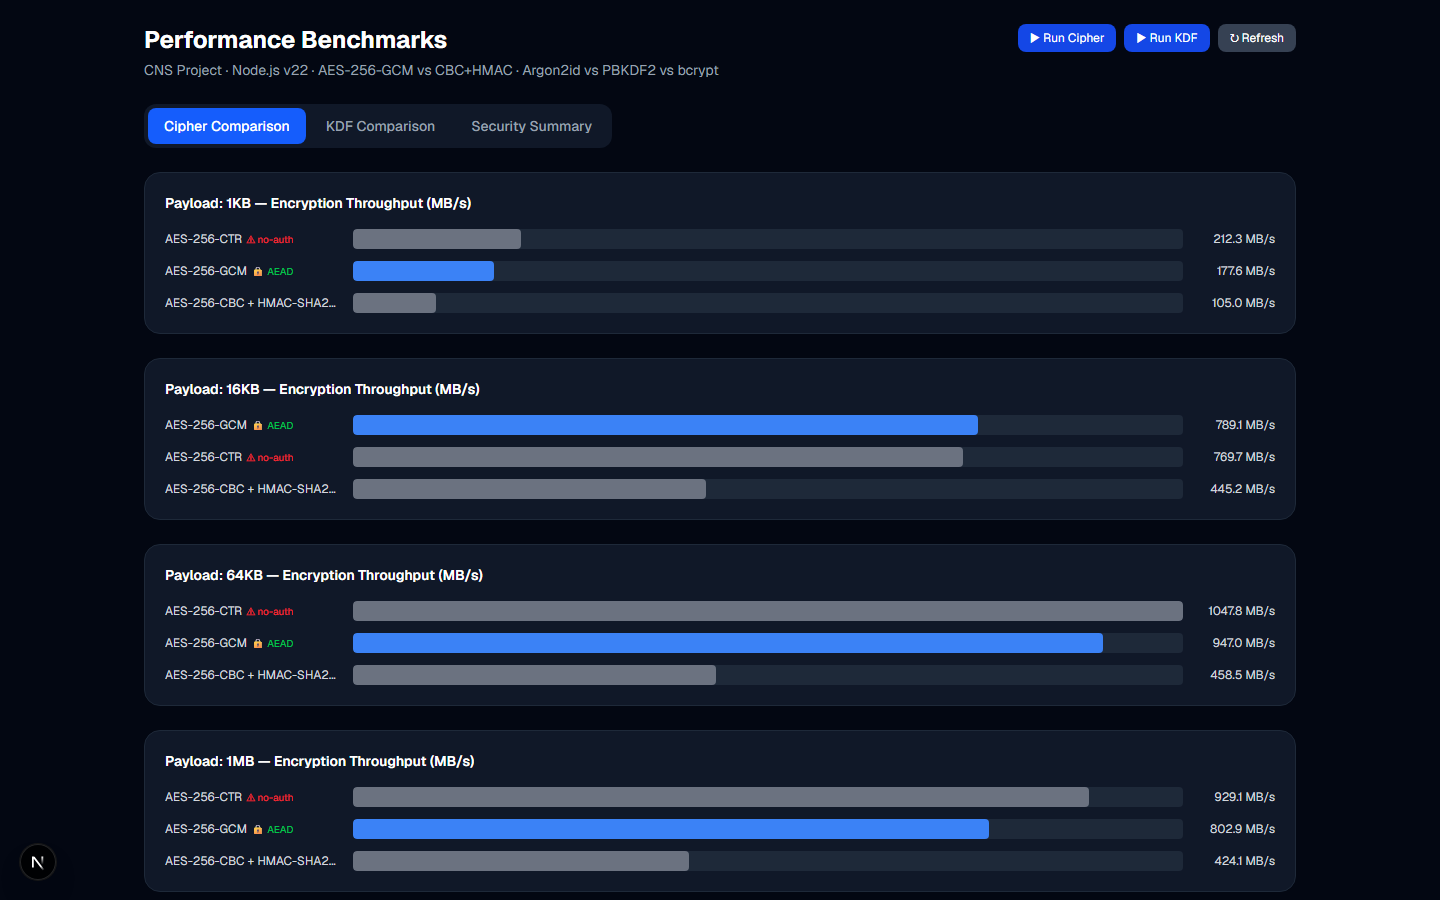 Performance Benchmarks
▶ Run Cipher
▶ Run KDF
↻ Refresh
CNS Project · Node.js v22 · AES-256-GCM vs CBC+HMAC · Argon2id vs PBKDF2 vs bcrypt
Cipher Comparison
KDF Comparison
Security Summary
Payload: 1KB — Encryption Throughput (MB/s)
AES-256-CTR ⚠ no-auth 212.3 MB/s
AES-256-GCM 🔒 AEAD 177.6 MB/s
AES-256-CBC + HMAC-SHA2... 105.0 MB/s
Payload: 16KB — Encryption Throughput (MB/s)
AES-256-GCM 🔒 AEAD 789.1 MB/s
AES-256-CTR ⚠ no-auth 769.7 MB/s
AES-256-CBC + HMAC-SHA2... 445.2 MB/s
Payload: 64KB — Encryption Throughput (MB/s)
AES-256-CTR ⚠ no-auth 1047.8 MB/s
AES-256-GCM 🔒 AEAD 947.0 MB/s
AES-256-CBC + HMAC-SHA2... 458.5 MB/s
Payload: 1MB — Encryption Throughput (MB/s)
AES-256-CTR ⚠ no-auth 929.1 MB/s
AES-256-GCM 🔒 AEAD 802.9 MB/s
AES-256-CBC + HMAC-SHA2... 424.1 MB/s
N